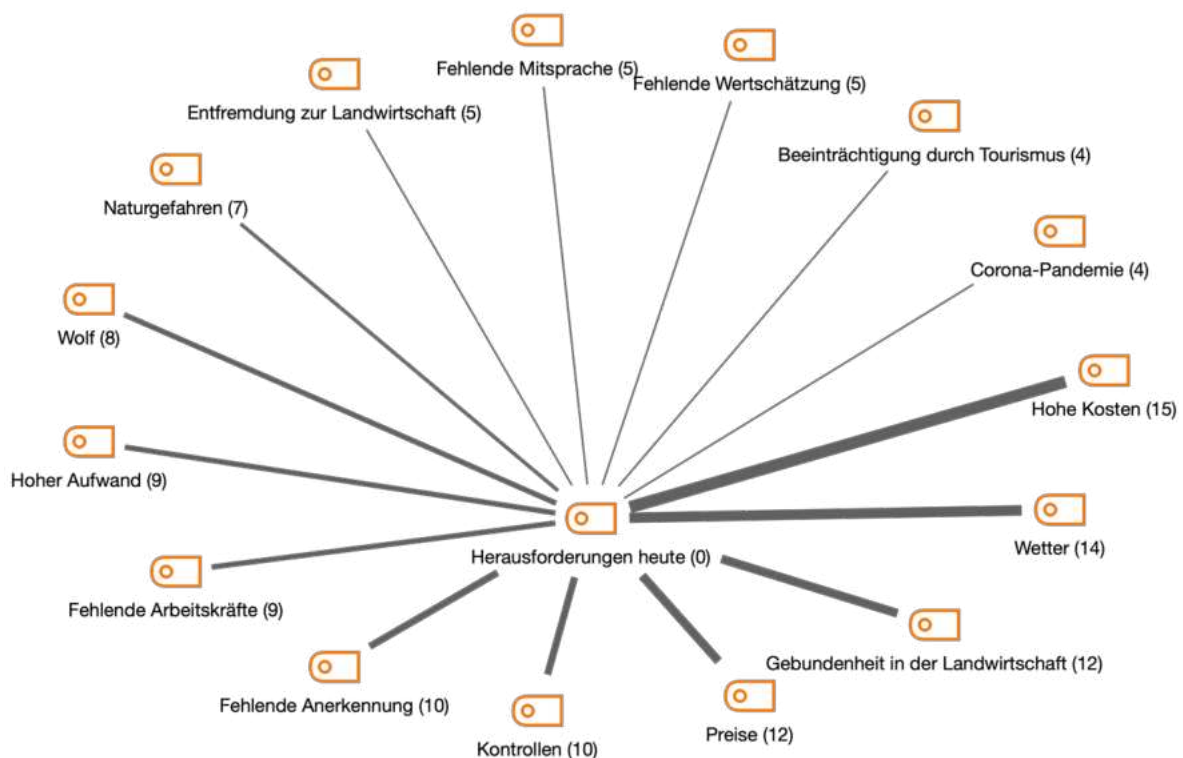 Fehlende Mitsprache (5)
Fehlende Wertschätzung (5)
Entfremdung zur Landwirtschaft (5)
Beeinträchtigung durch Tourismus (4)
Naturgefahren (7)
Corona-Pandemie (4)
Wolf (8)
Hohe Kosten (15)
Hoher Aufwand (9)
Wetter (14)
Herausforderungen heute (0)
Fehlende Arbeitskräfte (9)
Gebundenheit in der Landwirtschaft (12)
Fehlende Anerkennung (10)
Preise (12)
Kontrollen (10)